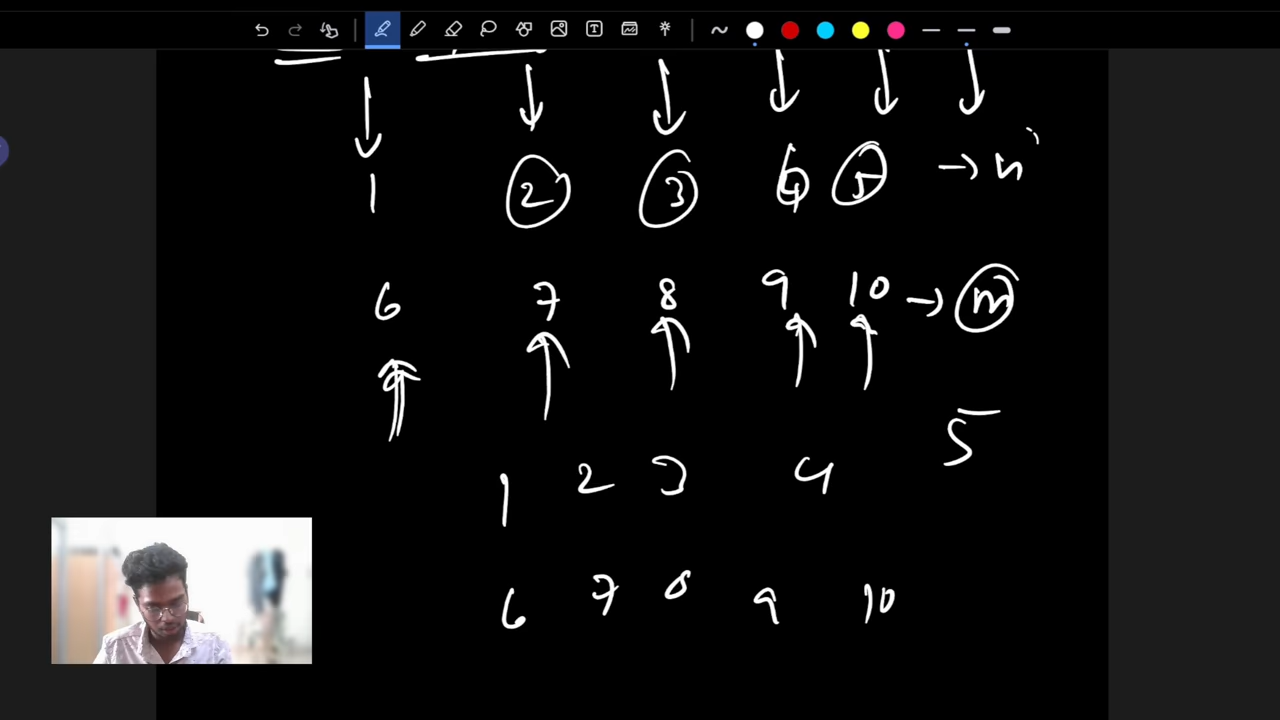 1 2 3 4 5 → n
6 7 8 9 10 → m
1 2 3 4 5
6 7 8 9 10